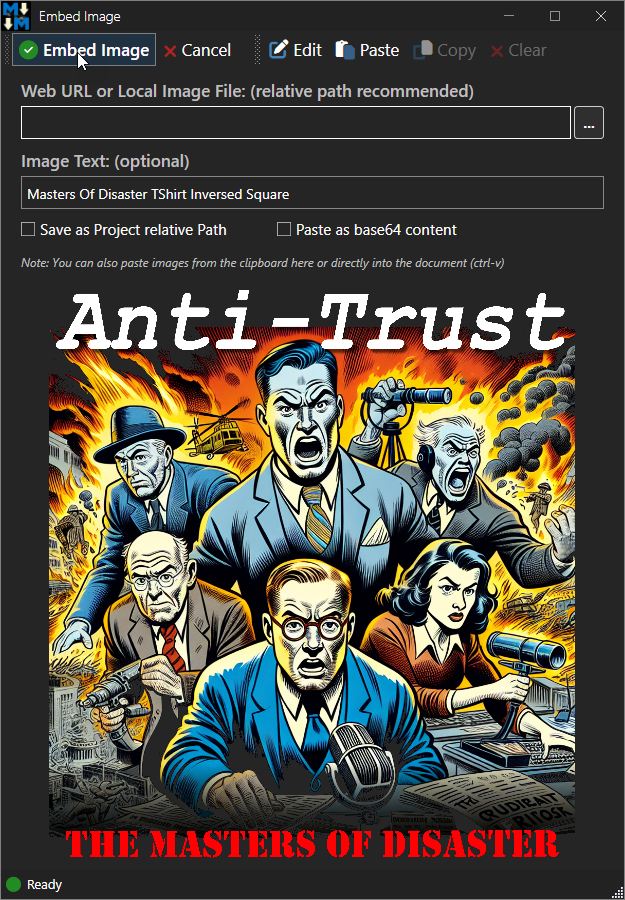 Embed Image
Embed Image Cancel Edit Paste Copy Clear
Web URL or Local Image File: (relative path recommended)
...
Image Text: (optional)
Masters Of Disaster TShirt Inversed Square
Save as Project relative Path Paste as base64 content
Note: You can also paste images from the clipboard here or directly into the document (ctrl-v)
Anti-Trust
THE MASTERS OF DISASTER
Ready